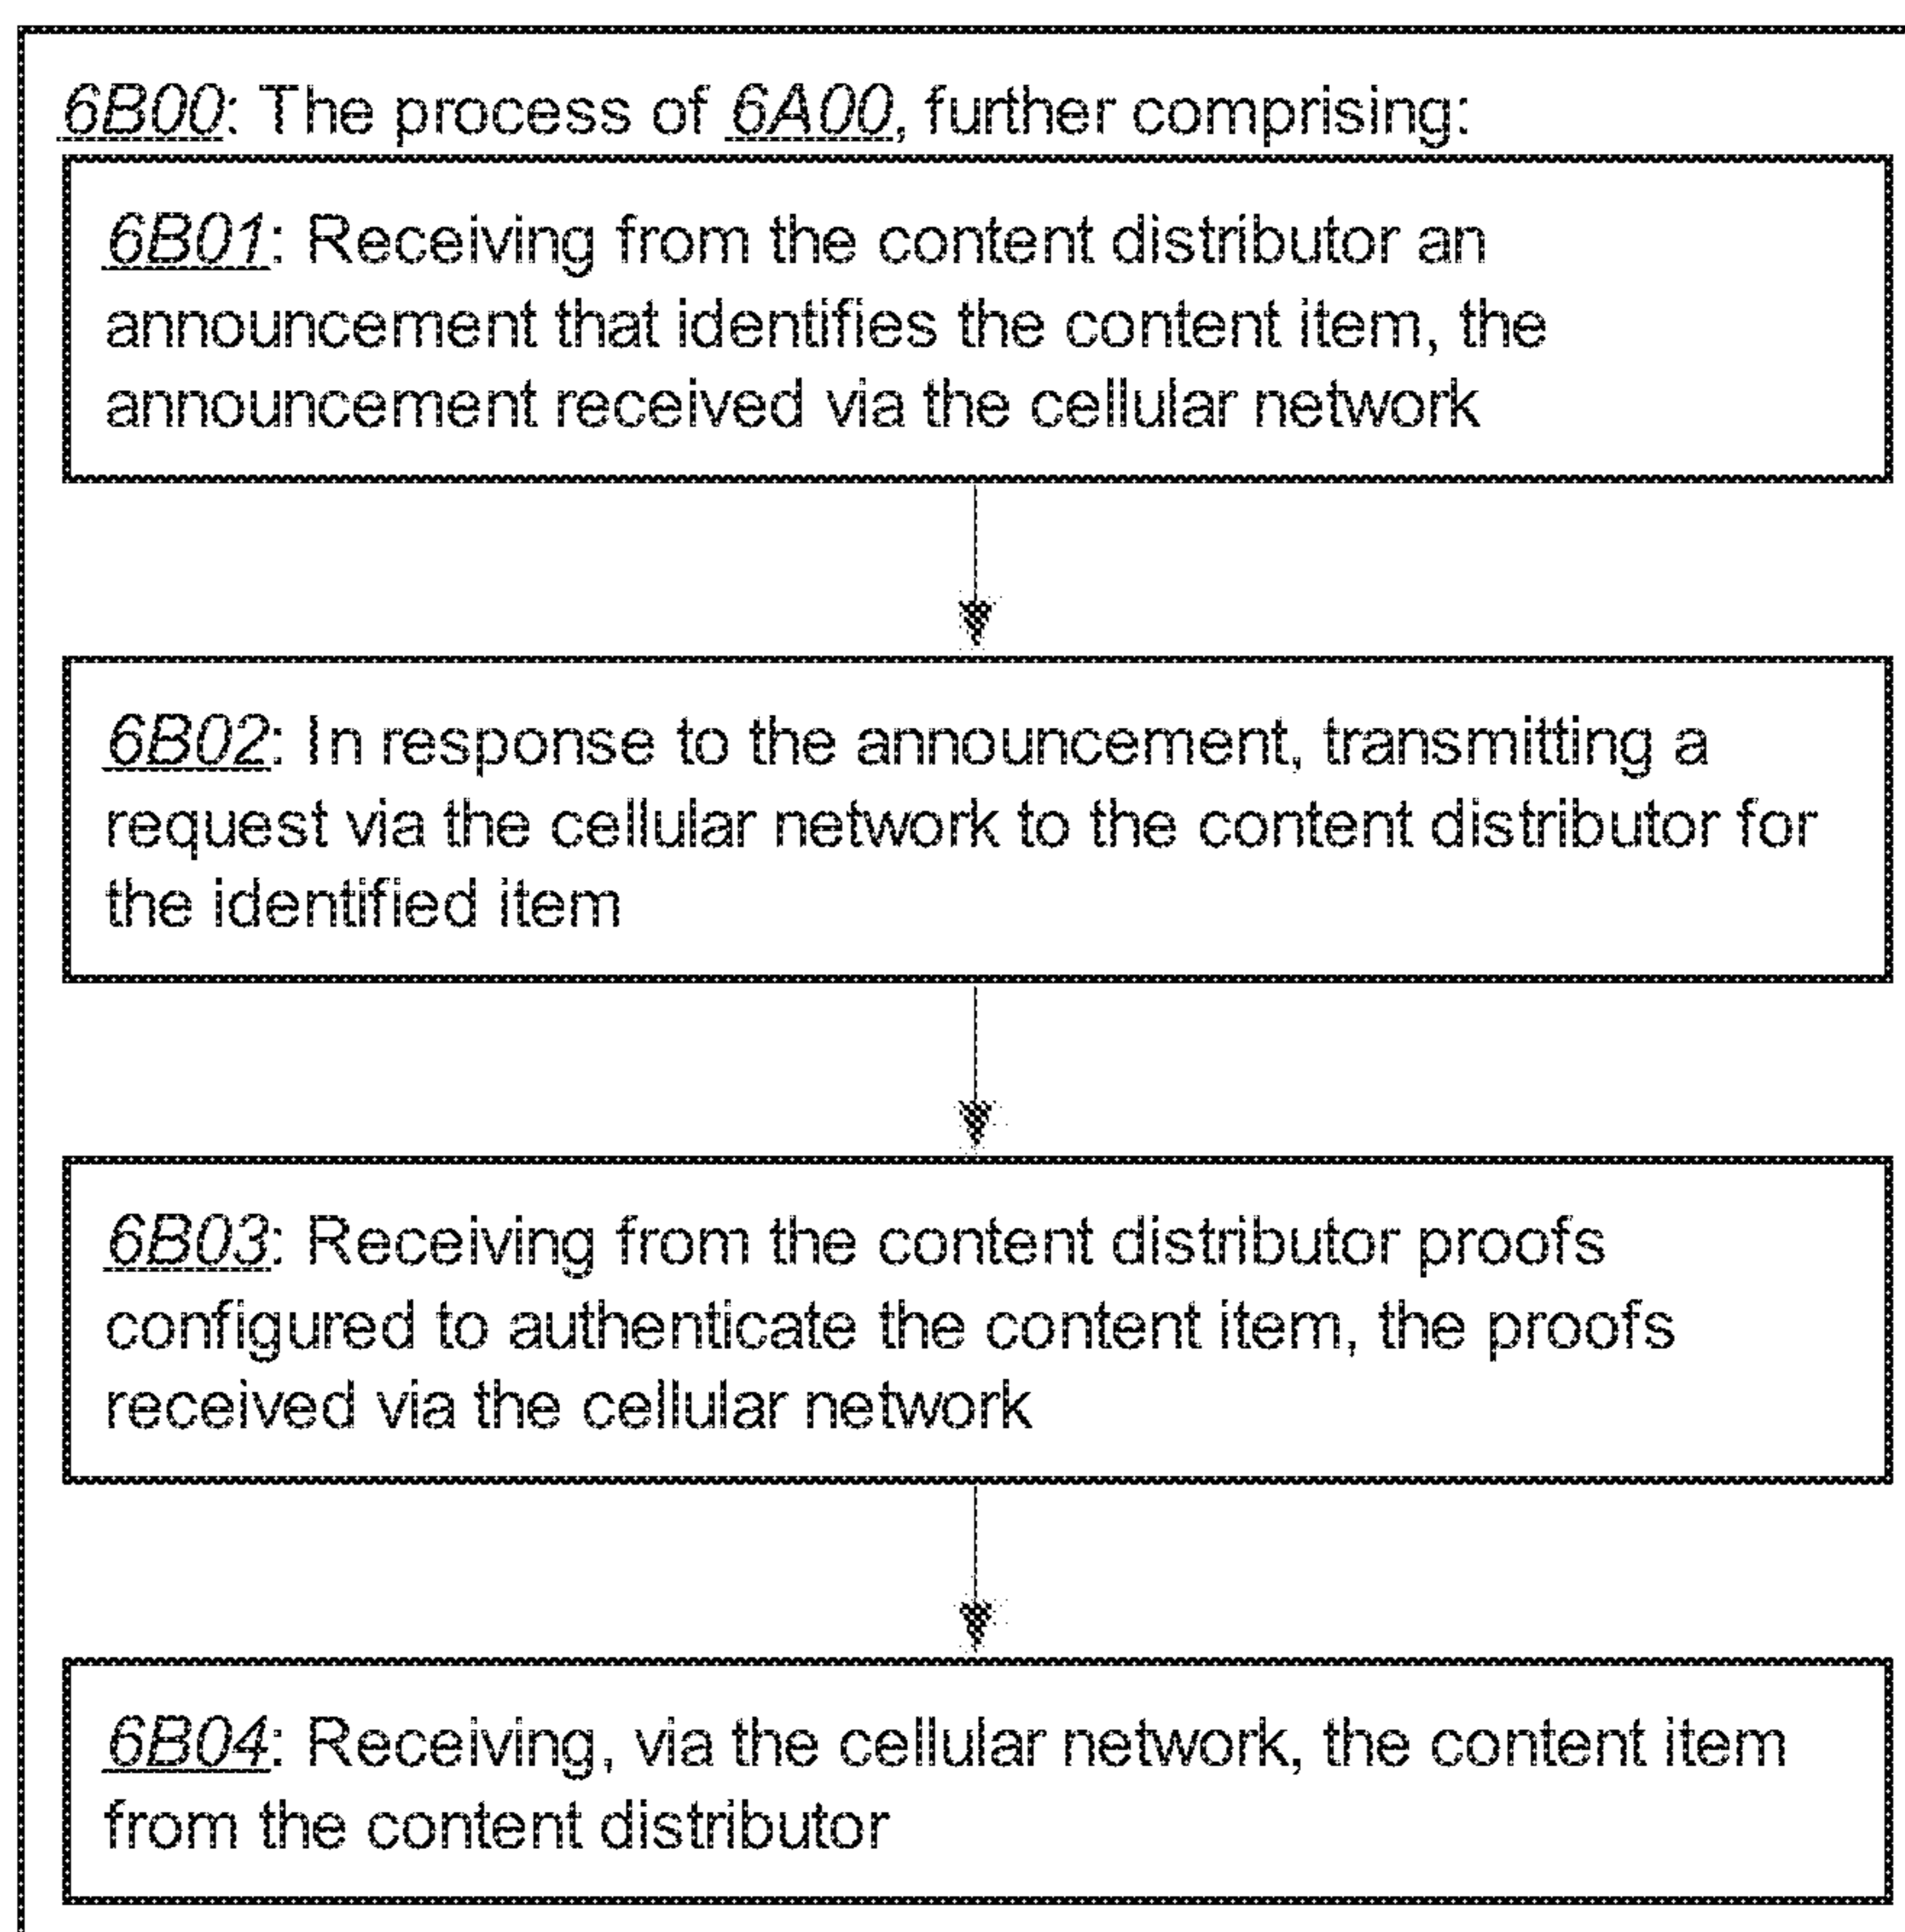 6B00: The process of 6A00, further comprising:
6B01: Receiving from the content distributor an
announcement that identifies the content item, the
announcement received via the cellular network
6B02: In response to the announcement, transmitting a
request via the cellular network to the content distributor for
the identified item
6B03: Receiving from the content distributor proofs
configured to authenticate the content item, the proofs
received via the cellular network
6B04: Receiving, via the cellular network, the content item
from the content distributor